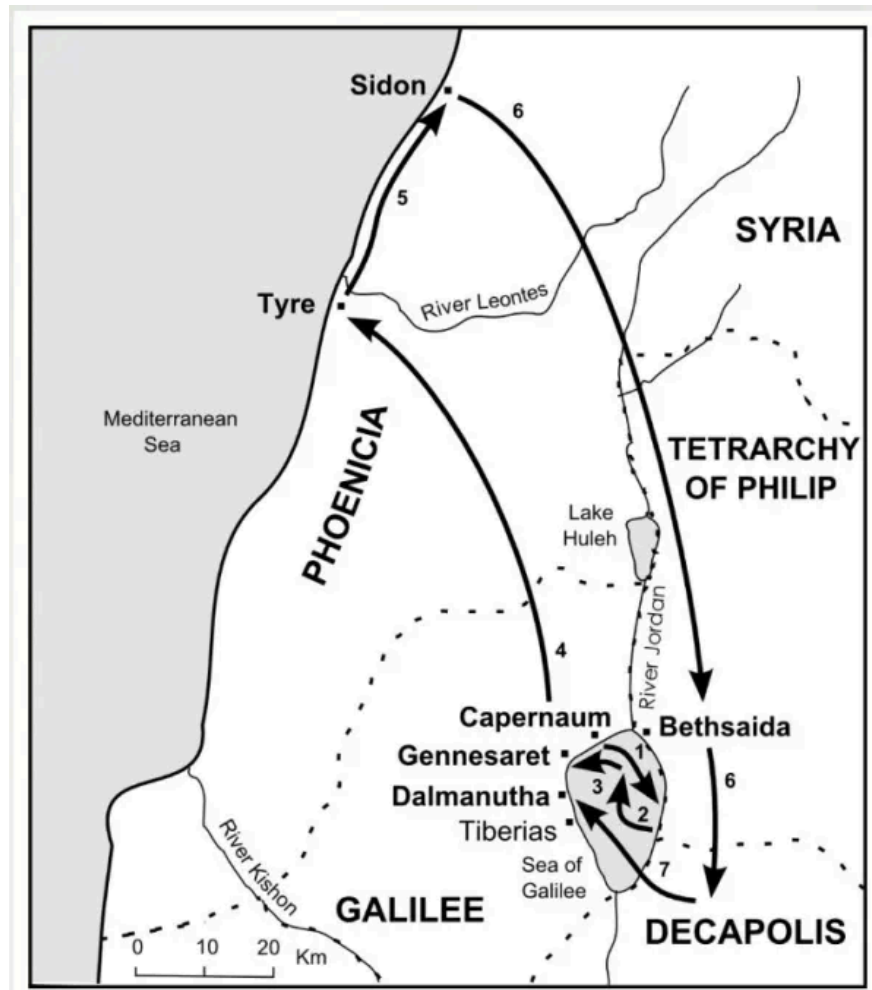 Sidon
6
5
SYRIA
Tyre
River Leontes
Mediterranean
Sea
PHOENICIA
TETRARCHY
OF PHILIP
Lake
Huleh
River Jordan
4
Capernaum
Bethsaida
Gennesaret
1
3
6
Dalmanutha
2
Tiberias
Sea of
Galilee
7
River Kishon
GALILEE
DECAPOLIS
0 10 20
Km